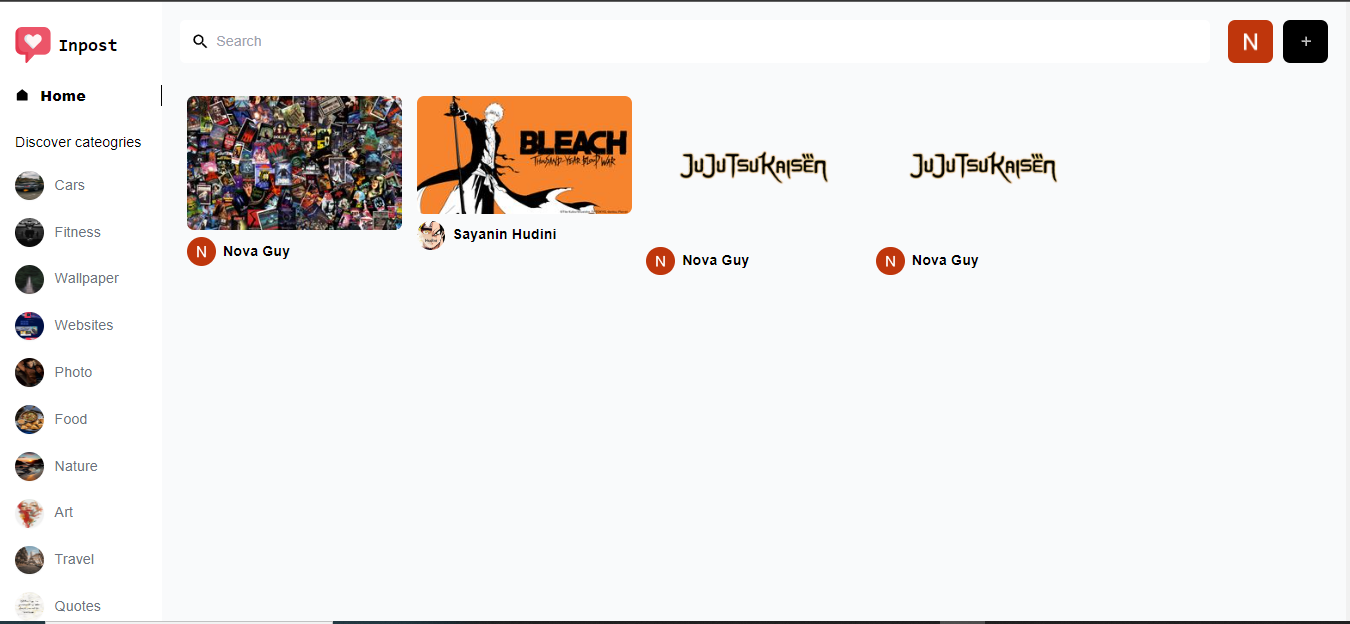 Inpost
Search
N
+
Home
Discover cateogries
Cars
Fitness
Wallpaper
Websites
Photo
Food
Nature
Art
Travel
Quotes
N Nova Guy
BLEACH
THOUSAND-YEAR BLOOD WAR
Sayanin Hudini
JUJUTSU KAISEN
N Nova Guy
JUJUTSU KAISEN
N Nova Guy